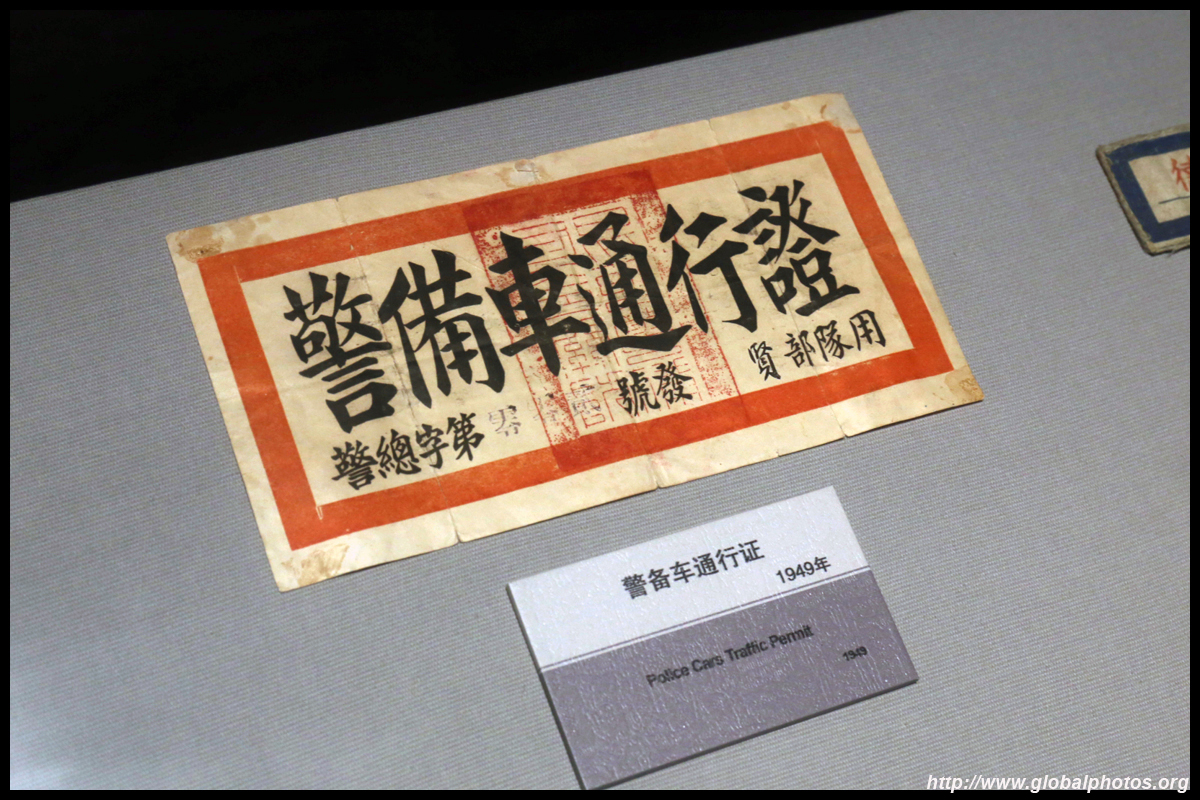 警備車通行證
警總字第零 號發 賢部隊用
警备车通行证
1949年
Police Cars Traffic Permit
1949
http://www.globalphotos.org